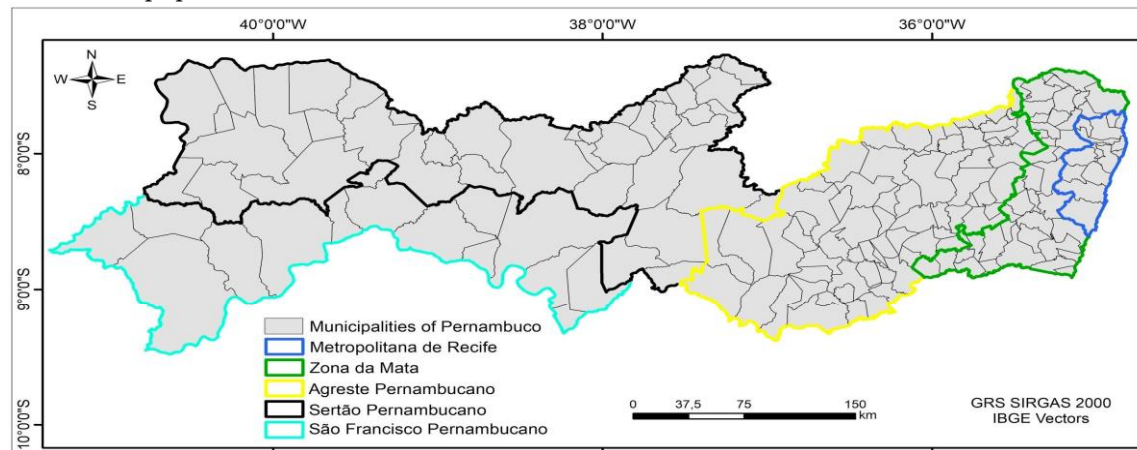 40°0'0"W 38°0'0"W 36°0'0"W
N
W E
S
8°0'0"S
9°0'0"S
10°0'0"S
Municipalities of Pernambuco
Metropolitana de Recife
Zona da Mata
Agreste Pernambucano
Sertão Pernambucano
São Francisco Pernambucano
0 37,5 75 150
km
GRS SIRGAS 2000
IBGE Vectors